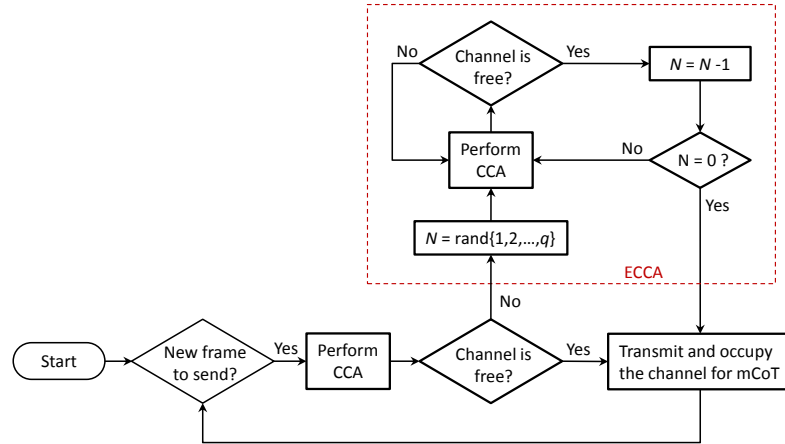 No
Channel is
free?
Yes
N = N -1
Perform
CCA
No
N = 0 ?
Yes
N = rand{1,2,...,q}
ECCA
No
Start
New frame
to send?
Yes
Perform
CCA
Channel is
free?
Yes
Transmit and occupy
the channel for mCoT